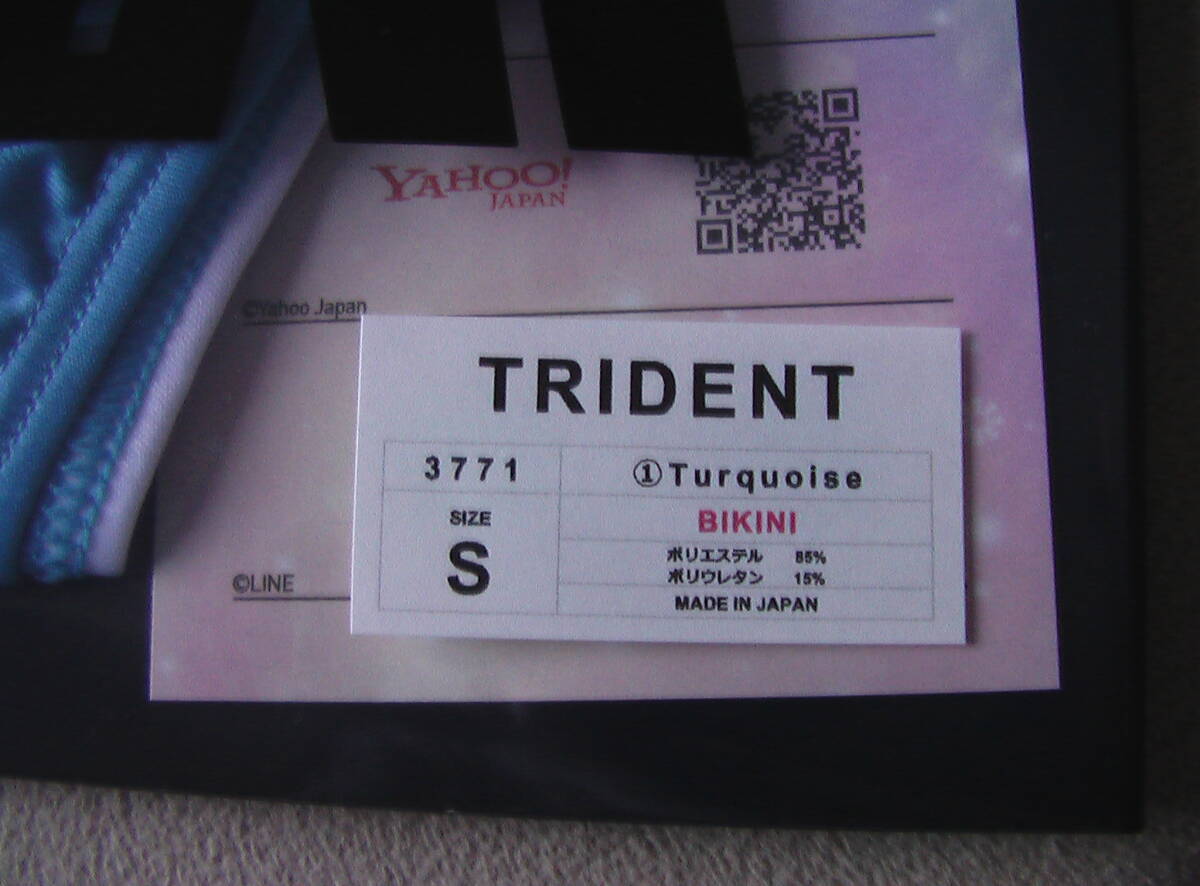 YAHOO!
JAPAN
©Yahoo Japan
TRIDENT
3771
①Turquoise
SIZE
S
BIKINI
ポリエステル 85%
ポリウレタン 15%
MADE IN JAPAN
©LINE